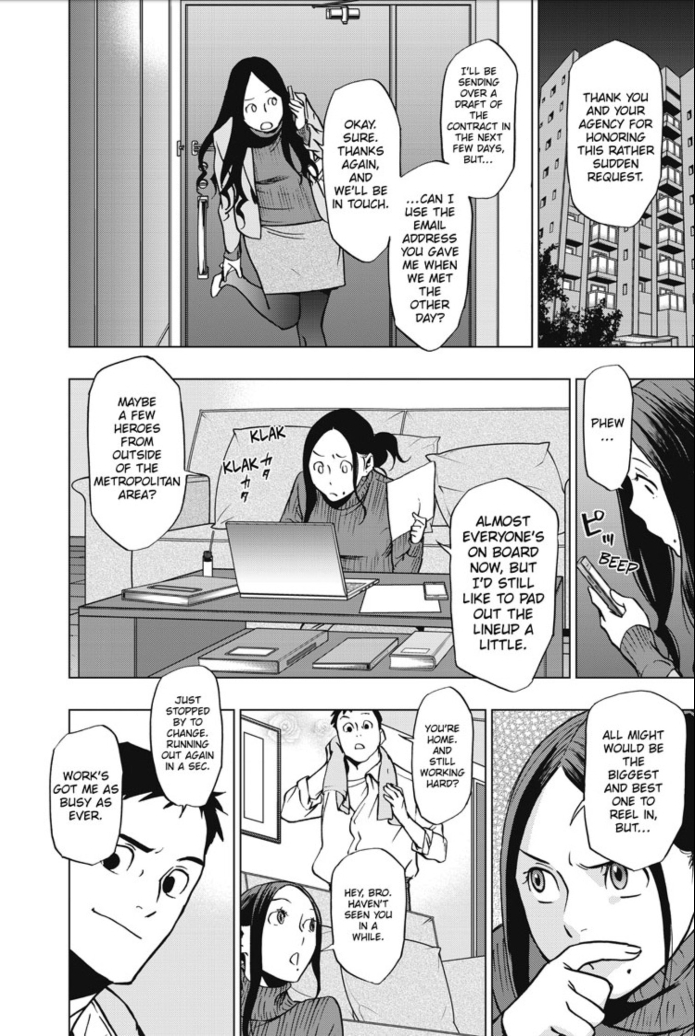 THANK YOU
AND YOUR
AGENCY FOR
HONORING
THIS RATHER
SUDDEN
REQUEST.
I'LL BE
SENDING
OVER A
DRAFT OF
THE
CONTRACT IN
THE NEXT
FEW DAYS,
BUT...
...CAN I
USE THE
EMAIL
ADDRESS
YOU GAVE
ME WHEN
WE MET
THE
OTHER
DAY?
OKAY.
SURE.
THANKS
AGAIN,
AND
WE'LL BE
IN TOUCH.
PHEW
...
ピッ
BEEP
ALMOST
EVERYONE'S
ON BOARD
NOW, BUT
I'D STILL
LIKE TO PAD
OUT THE
LINEUP A
LITTLE.
KLAK
KLAK
カタ
カタ
MAYBE
A FEW
HEROES
FROM
OUTSIDE
OF THE
METROPOLITAN
AREA?
ALL MIGHT
WOULD BE
THE
BIGGEST
AND BEST
ONE TO
REEL IN,
BUT...
YOU'RE
HOME.
AND
STILL
WORKING
HARD?
HEY, BRO.
HAVEN'T
SEEN YOU
IN A
WHILE.
JUST
STOPPED
BY TO
CHANGE.
RUNNING
OUT AGAIN
IN A SEC.
WORK'S
GOT ME AS
BUSY AS
EVER.